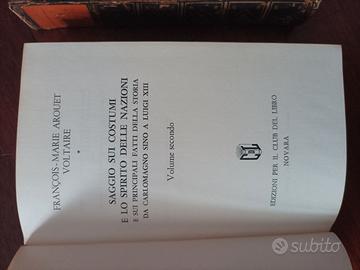 FRANÇOIS-MARIE AROUET
VOLTAIRE
*
SAGGIO SUI COSTUMI
E LO SPIRITO DELLE NAZIONI
E SUI PRINCIPALI FATTI DELLA STORIA
DA CARLOMAGNO SINO A LUIGI XIII
Volume secondo
EDIZIONI PER IL CLUB DEL LIBRO
NOVARA
subito